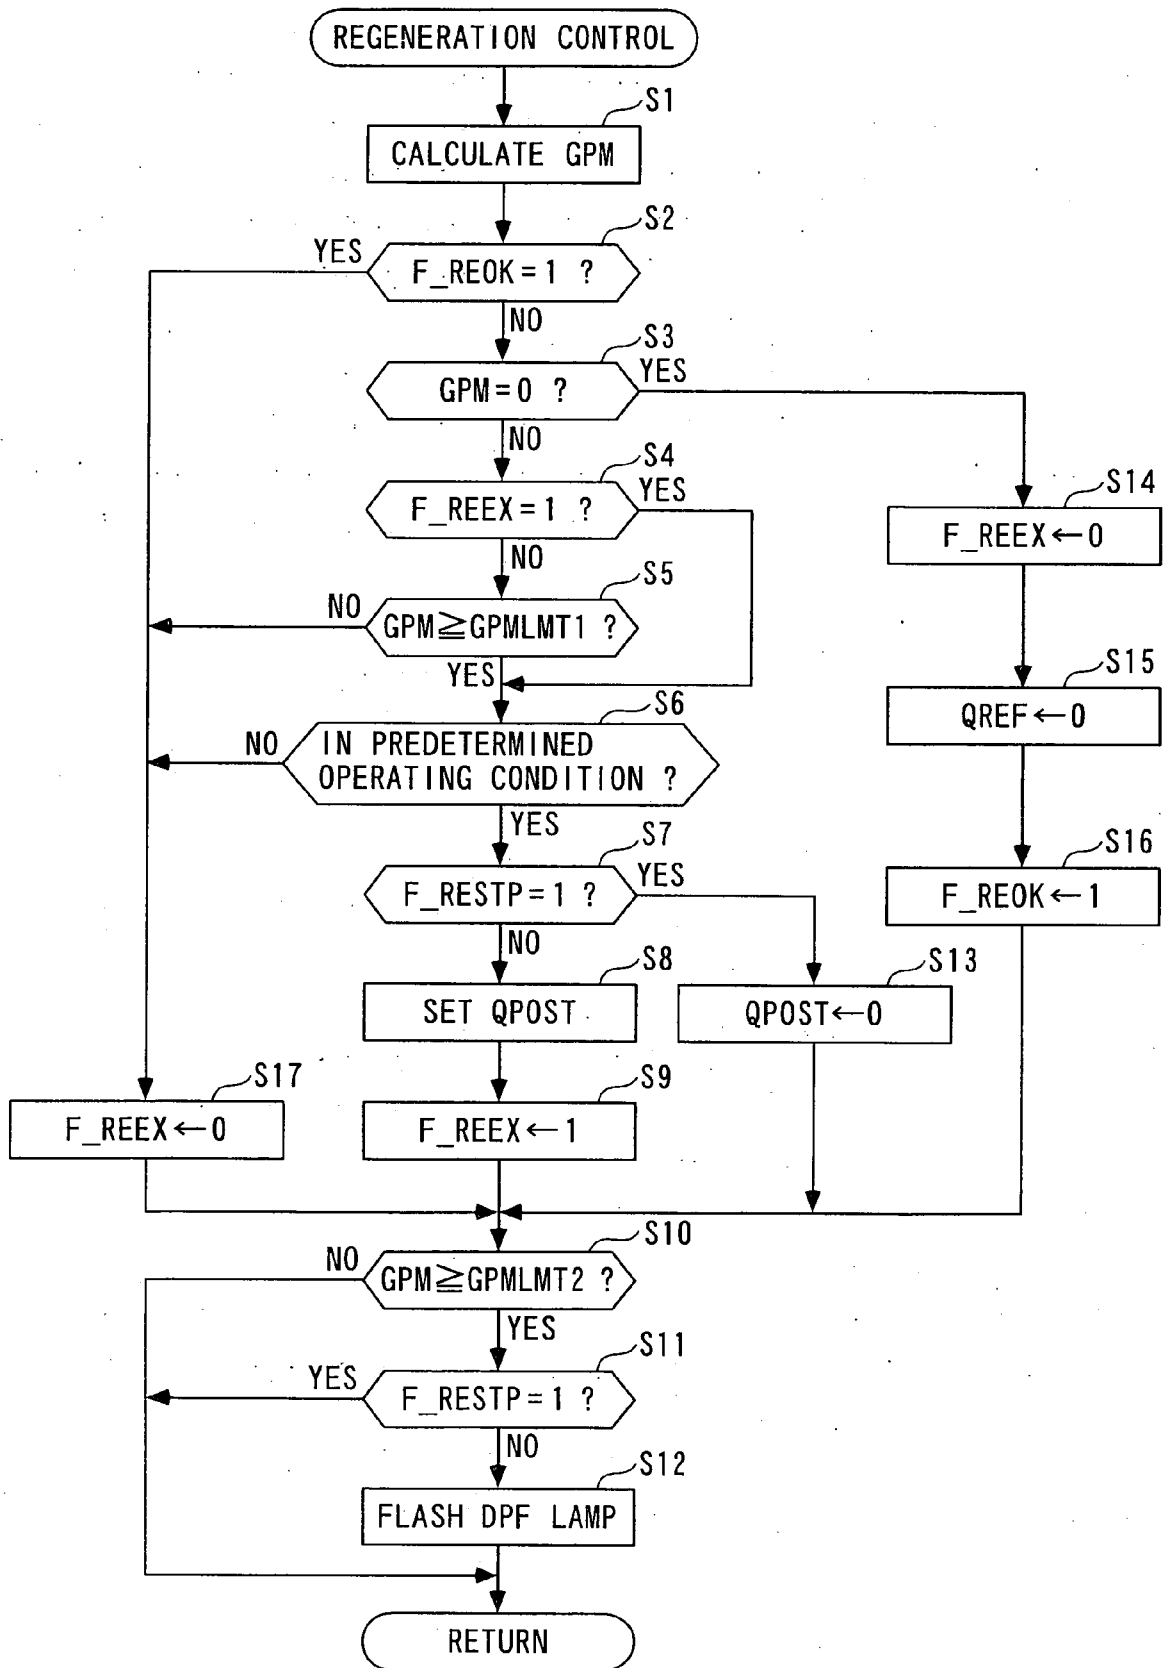 REGENERATION CONTROL
S1
CALCULATE GPM
S2
YES
F_REOK=1 ?
NO
S3
YES
GPM=0 ?
NO
S4
YES
F_REEX=1 ?
NO
S14
F_REEX←0
S5
NO
GPM≧GPMLMT1 ?
YES
S15
QREF←0
S6
NO
IN PREDETERMINED
OPERATING CONDITION ?
YES
S7
YES
F_RESTP=1 ?
NO
S16
F_REOK←1
S8
SET QPOST
S13
QPOST←0
S17
F_REEX←0
S9
F_REEX←1
S10
NO
GPM≧GPMLMT2 ?
YES
S11
YES
F_RESTP=1 ?
NO
S12
FLASH DPF LAMP
RETURN